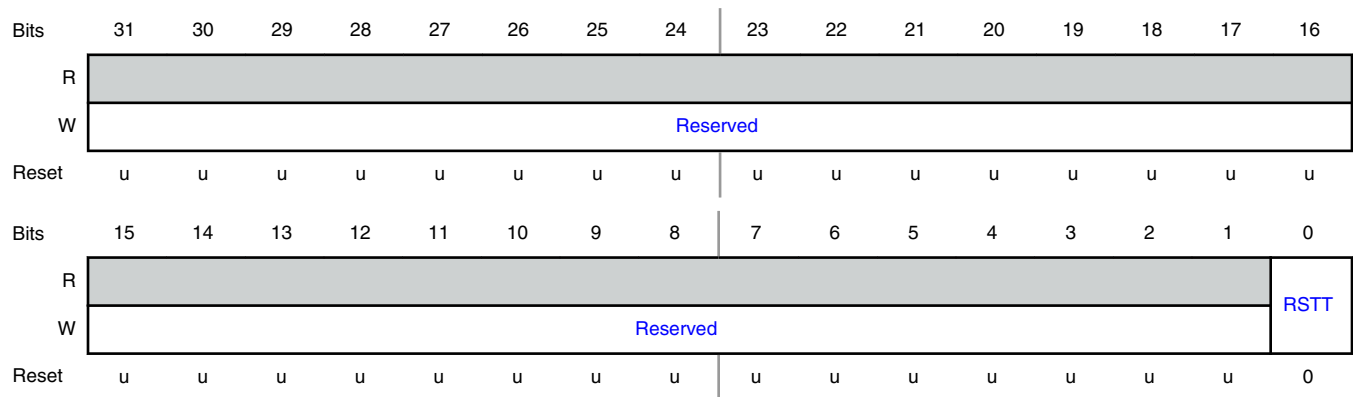 Bits 31 30 29 28 27 26 25 24 23 22 21 20 19 18 17 16
R
W Reserved
Reset u u u u u u u u u u u u u u u u
Bits 15 14 13 12 11 10 9 8 7 6 5 4 3 2 1 0
R
RSTT
W Reserved
Reset u u u u u u u u u u u u u u u 0